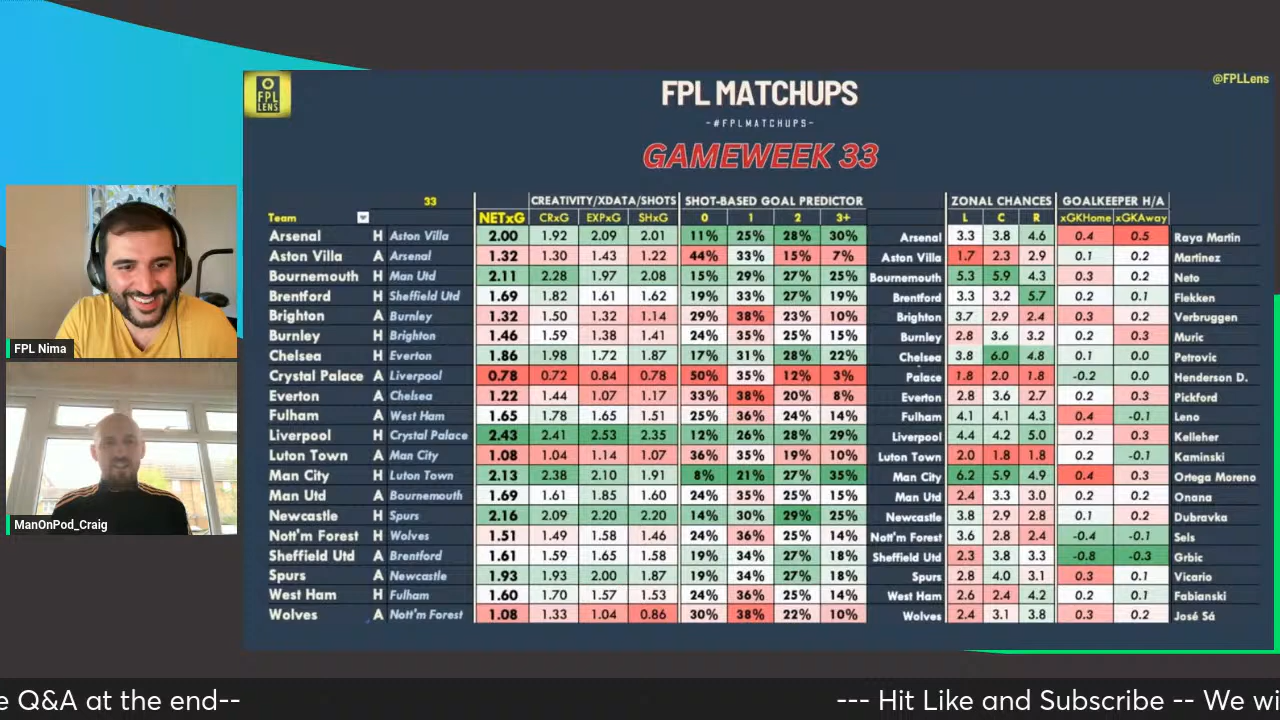 FPL LENS
@FPLLens
FPL MATCHUPS
-#FPLMATCHUPS-
GAMEWEEK 33
33 CREATIVITY/XDATA/SHOTS SHOT-BASED GOAL PREDICTOR ZONAL CHANCES GOALKEEPER H/A
Team NETxG CRxG EXPxG SHxG 0 1 2 3+ L C R xGKHome xGKAway
Arsenal H Aston Villa 2.00 1.92 2.09 2.01 11% 25% 28% 30% Arsenal 3.3 3.8 4.6 0.4 0.5 Raya Martin
Aston Villa A Arsenal 1.32 1.30 1.43 1.22 44% 33% 15% 7% Aston Villa 1.7 2.3 2.9 0.1 0.2 Martinez
Bournemouth H Man Utd 2.11 2.28 1.97 2.08 15% 29% 27% 25% Bournemouth 5.3 5.9 4.3 0.3 0.2 Neto
Brentford H Sheffield Utd 1.69 1.82 1.61 1.62 19% 33% 27% 19% Brentford 3.3 3.2 5.7 0.2 0.1 Flekken
Brighton A Burnley 1.32 1.50 1.32 1.14 29% 38% 23% 10% Brighton 3.7 2.9 2.4 0.3 0.2 Verbruggen
Burnley H Brighton 1.46 1.59 1.38 1.41 24% 35% 25% 15% Burnley 2.8 3.6 3.2 0.2 0.3 Muric
Chelsea H Everton 1.86 1.98 1.72 1.87 17% 31% 28% 22% Chelsea 3.8 6.0 4.8 0.1 0.0 Petrovic
Crystal Palace A Liverpool 0.78 0.72 0.84 0.78 50% 35% 12% 3% Palace 1.8 2.0 1.8 -0.2 0.0 Henderson D.
Everton A Chelsea 1.22 1.44 1.07 1.17 33% 38% 20% 8% Everton 2.8 3.6 2.7 0.2 0.3 Pickford
Fulham A West Ham 1.65 1.78 1.65 1.51 25% 36% 24% 14% Fulham 4.1 4.1 4.3 0.4 -0.1 Leno
Liverpool H Crystal Palace 2.43 2.41 2.53 2.35 12% 26% 28% 29% Liverpool 4.4 4.2 5.0 0.2 0.3 Kelleher
Luton Town A Man City 1.08 1.04 1.14 1.07 36% 35% 19% 10% Luton Town 2.0 1.8 1.8 0.2 -0.1 Kaminski
Man City H Luton Town 2.13 2.38 2.10 1.91 8% 21% 27% 35% Man City 6.2 5.9 4.9 0.4 0.3 Ortega Moreno
Man Utd A Bournemouth 1.69 1.61 1.85 1.60 24% 35% 25% 15% Man Utd 2.4 3.3 3.0 0.2 0.2 Onana
Newcastle H Spurs 2.16 2.09 2.20 2.20 14% 30% 29% 25% Newcastle 3.8 2.9 2.8 0.1 0.2 Dubravka
Nott'm Forest H Wolves 1.51 1.49 1.58 1.46 24% 36% 25% 14% Nott'm Forest 3.6 2.8 2.4 -0.4 -0.1 Sels
Sheffield Utd A Brentford 1.61 1.59 1.65 1.58 19% 34% 27% 18% Sheffield Utd 2.3 3.8 3.3 -0.8 -0.3 Grbic
Spurs A Newcastle 1.93 1.93 2.00 1.87 19% 34% 27% 18% Spurs 2.8 4.0 3.1 0.3 0.1 Vicario
West Ham H Fulham 1.60 1.70 1.57 1.53 24% 36% 25% 14% West Ham 2.6 2.4 4.2 0.2 0.1 Fabianski
Wolves A Nott'm Forest 1.08 1.33 1.04 0.86 30% 38% 22% 10% Wolves 2.4 3.1 3.8 0.3 0.2 José Sá
FPL Nima
ManOnPod_Craig
e Q&A at the end-- --- Hit Like and Subscribe -- We wi